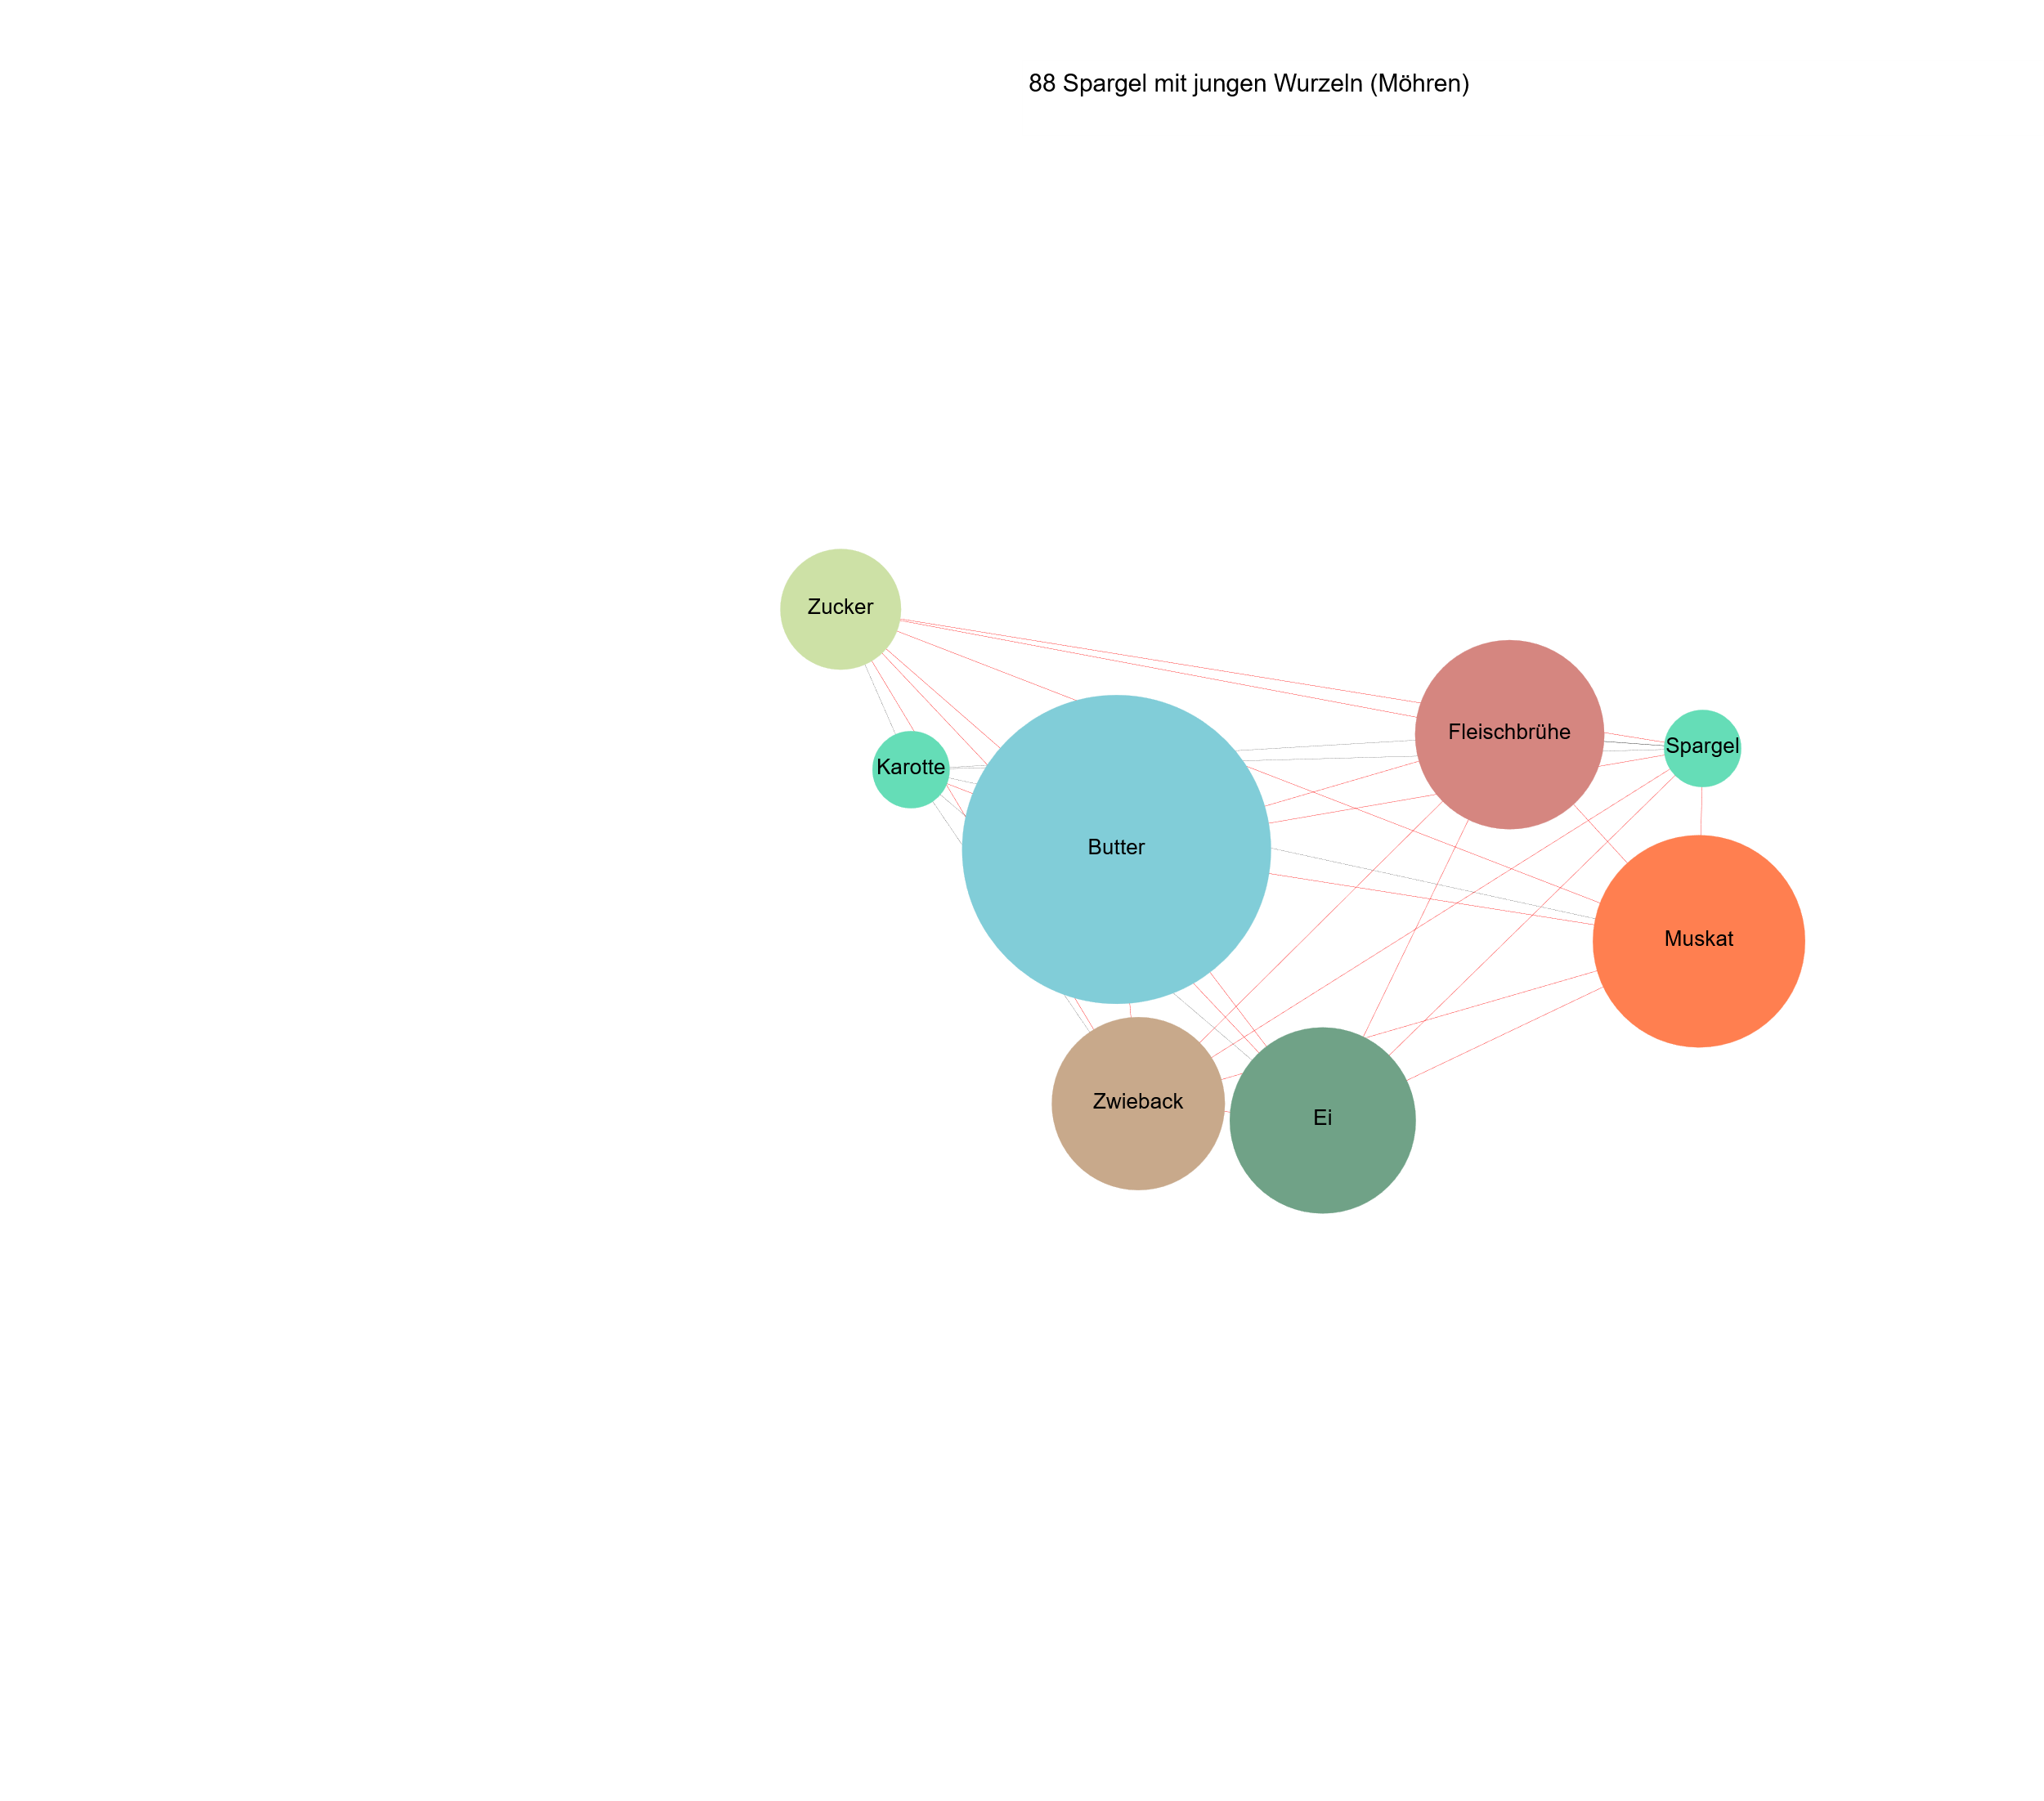 88 Spargel mit jungen Wurzeln (Möhren)
Zucker
Fleischbrühe
Spargel
Karotte
Butter
Muskat
Zwieback
Ei